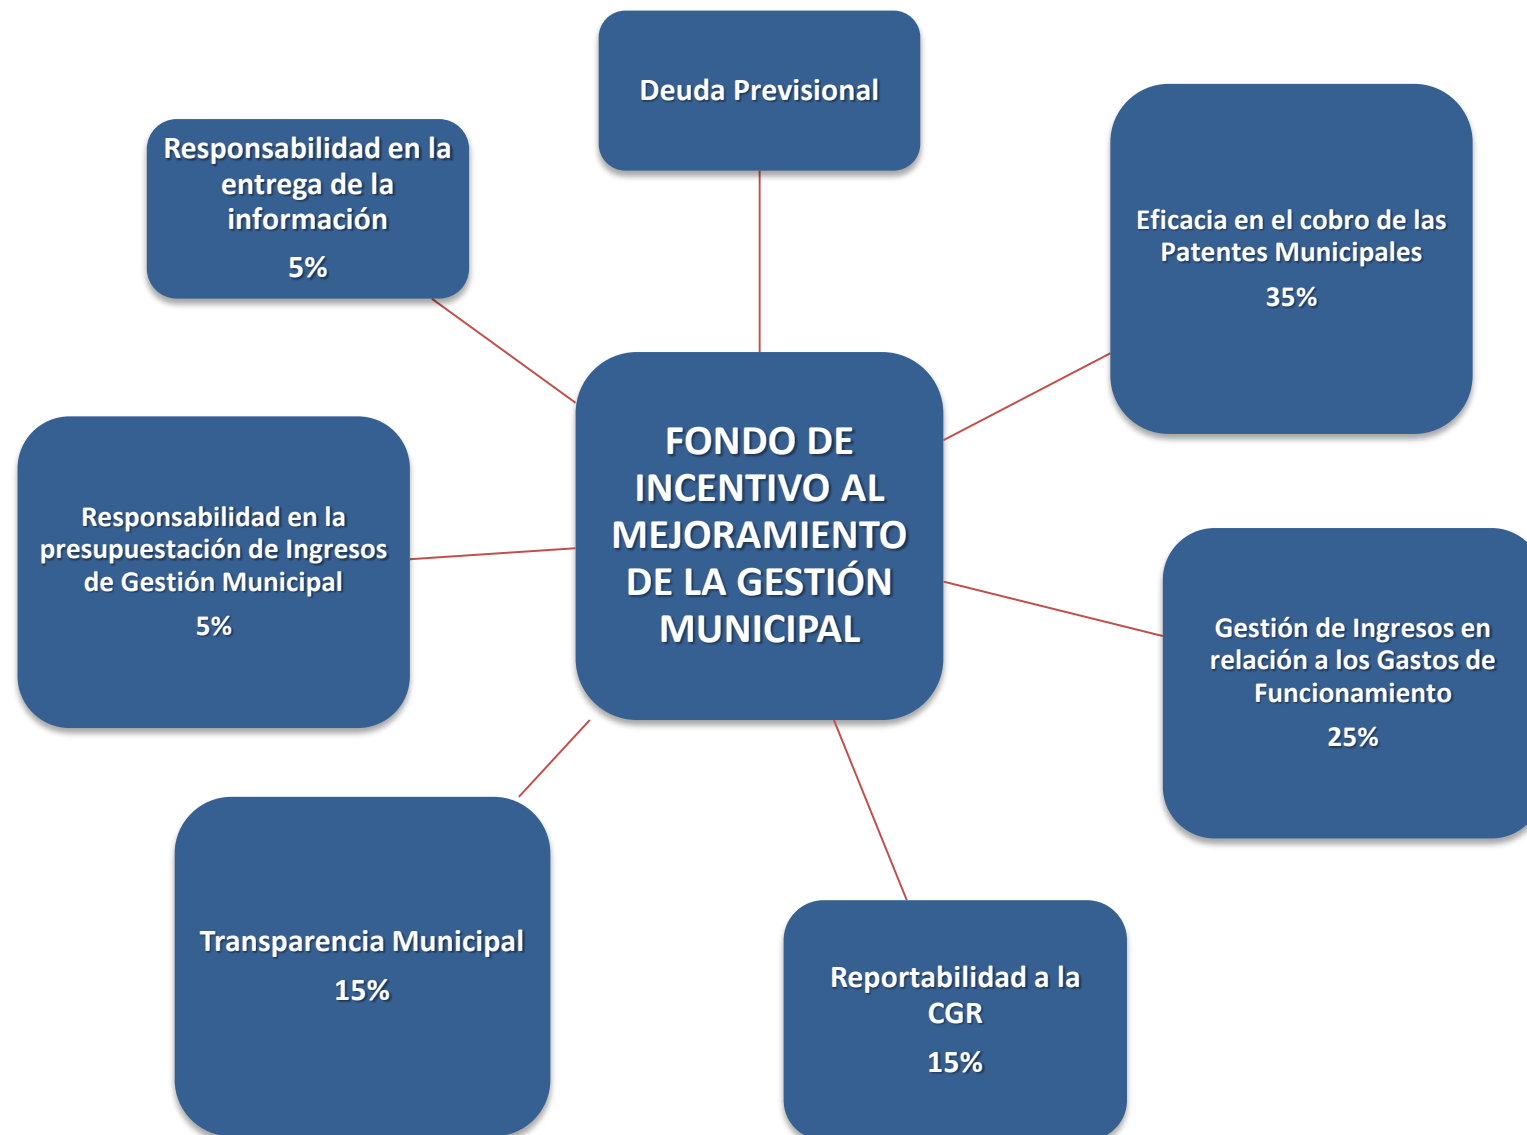 Deuda Previsional
Responsabilidad en la
entrega de la
información
5%
Eficacia en el cobro de las
Patentes Municipales
35%
FONDO DE
INCENTIVO AL
MEJORAMIENTO
DE LA GESTIÓN
MUNICIPAL
Responsabilidad en la
presupuestación de Ingresos
de Gestión Municipal
5%
Gestión de Ingresos en
relación a los Gastos de
Funcionamiento
25%
Transparencia Municipal
15%
Reportabilidad a la
CGR
15%